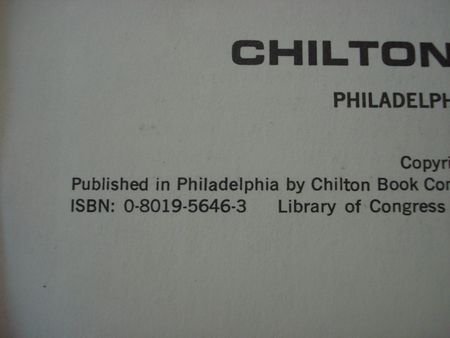 CHILTON
PHILADELPH
Copyri
Published in Philadelphia by Chilton Book Con
ISBN: 0-8019-5646-3 Library of Congress